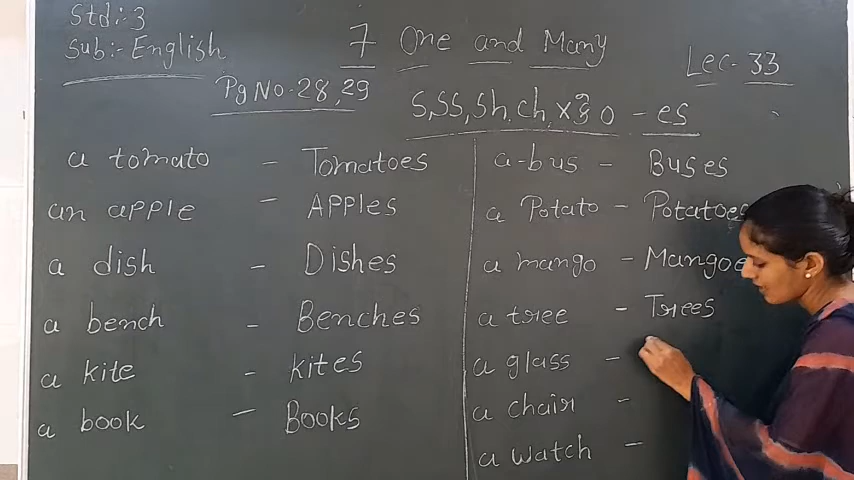 Std:- 3
Sub:- English
7 One and Many
Lec- 33
Pg No. 28, 29
S, SS, Sh, Ch, X, Z, O - es
a tomato - Tomatoes
an apple - Apples
a dish - Dishes
a bench - Benches
a kite - kites
a book - Books
a-bus - Buses
a Potato - Potatoes
a mango - Mangoe
a tree - Trees
a glass -
a chair -
a watch -